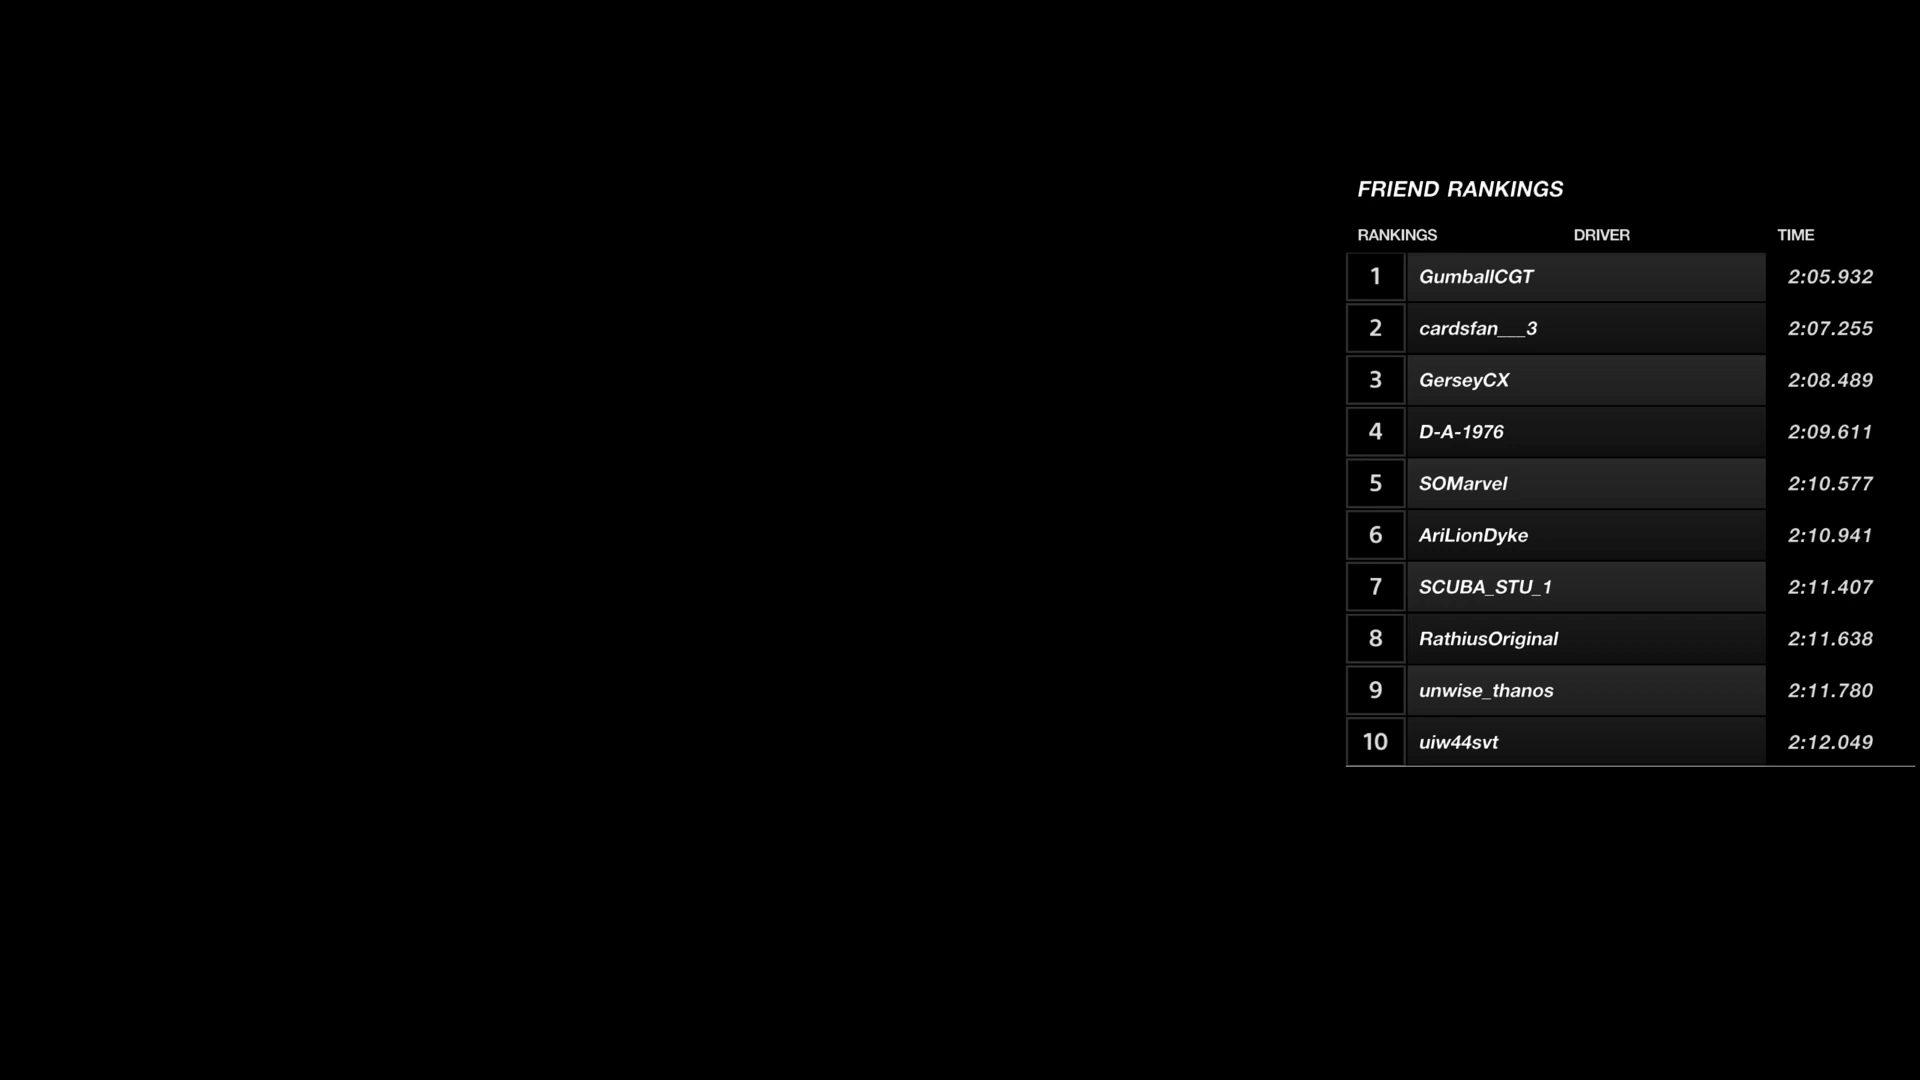 FRIEND RANKINGS
RANKINGS DRIVER TIME
1 GumballCGT 2:05.932
2 cardsfan___3 2:07.255
3 GerseyCX 2:08.489
4 D-A-1976 2:09.611
5 SOMarvel 2:10.577
6 AriLionDyke 2:10.941
7 SCUBA_STU_1 2:11.407
8 RathiusOriginal 2:11.638
9 unwise_thanos 2:11.780
10 uiw44svt 2:12.049